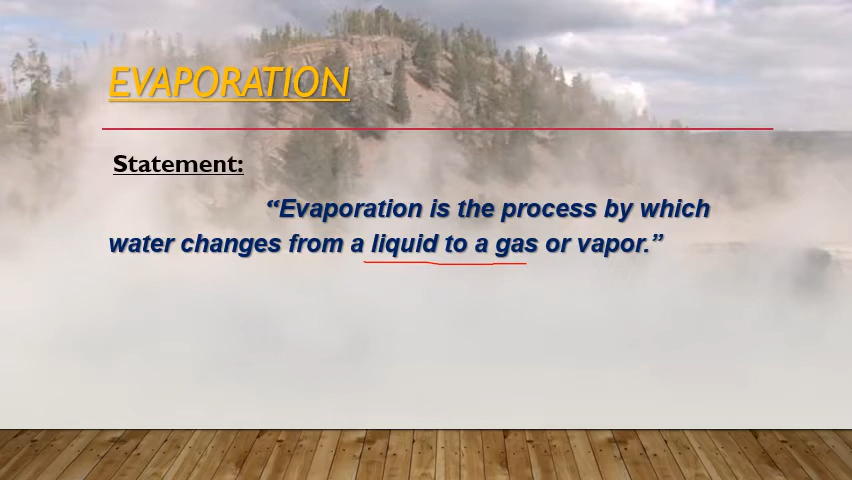 EVAPORATION
Statement:
“Evaporation is the process by which
water changes from a liquid to a gas or vapor.”